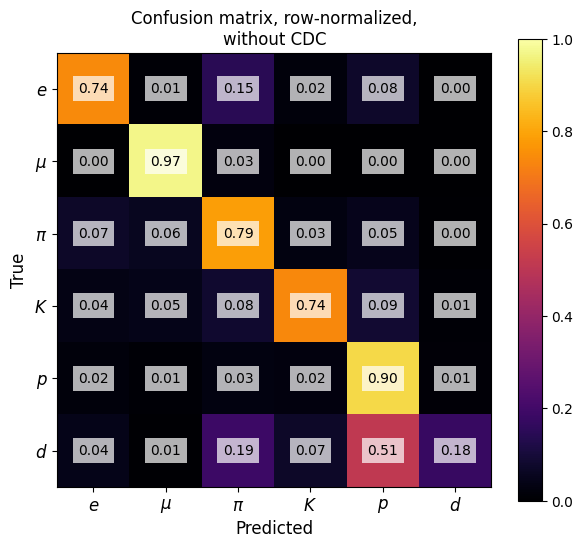 Confusion matrix, row-normalized,
without CDC
e 0.74 0.01 0.15 0.02 0.08 0.00
μ 0.00 0.97 0.03 0.00 0.00 0.00
π 0.07 0.06 0.79 0.03 0.05 0.00
K 0.04 0.05 0.08 0.74 0.09 0.01
p 0.02 0.01 0.03 0.02 0.90 0.01
d 0.04 0.01 0.19 0.07 0.51 0.18
e μ π K p d
True
Predicted
1.0
0.8
0.6
0.4
0.2
0.0